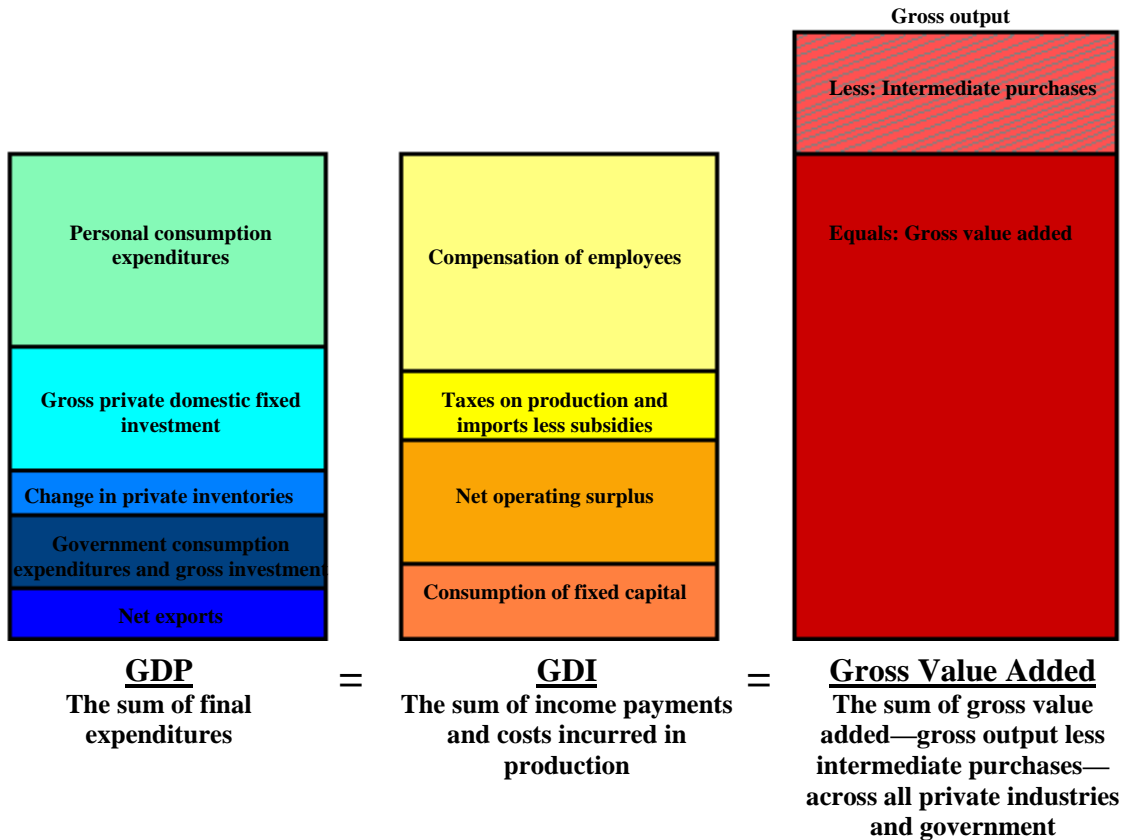 Gross output
Less: Intermediate purchases
Personal consumption
expenditures
Gross private domestic fixed
investment
Change in private inventories
Government consumption
expenditures and gross investment
Net exports
Compensation of employees
Taxes on production and
imports less subsidies
Net operating surplus
Consumption of fixed capital
Equals: Gross value added
GDP
The sum of final
expenditures
=
GDI
The sum of income payments
and costs incurred in
production
=
Gross Value Added
The sum of gross value
added—gross output less
intermediate purchases—
across all private industries
and government